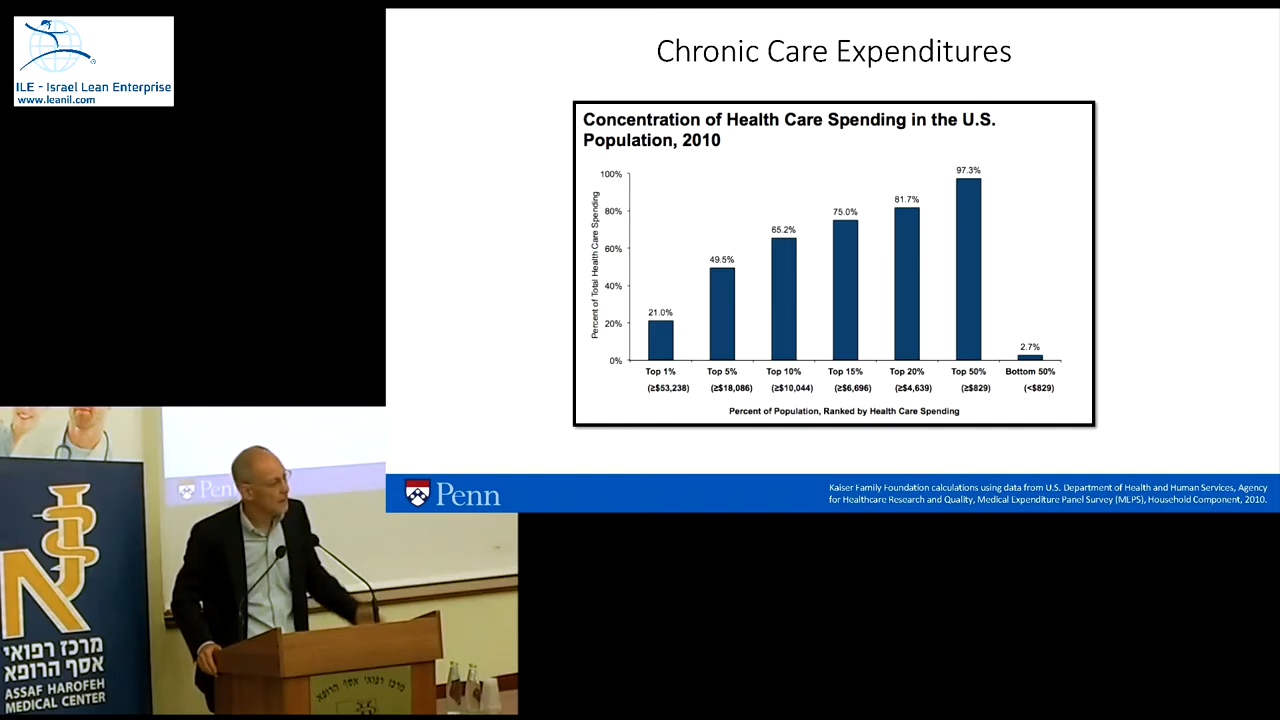 ILE - Israel Lean Enterprise
www.leanil.com
Chronic Care Expenditures
Concentration of Health Care Spending in the U.S.
Population, 2010
Percent of Total Health Care Spending
100%
80%
60%
40%
20%
0%
21.0%
49.5%
65.2%
75.0%
81.7%
97.3%
2.7%
Top 1% Top 5% Top 10% Top 15% Top 20% Top 50% Bottom 50%
(≥$53,238) (≥$18,086) (≥$10,044) (≥$6,696) (≥$4,639) (≥$829) (<$829)
Percent of Population, Ranked by Health Care Spending
Penn
Kaiser Family Foundation calculations using data from U.S. Department of Health and Human Services, Agency
for Healthcare Research and Quality, Medical Expenditure Panel Survey (MEPS), Household Component, 2010.
Penn
מרכז רפואי
אסף הרופא
ASSAF HAROFEH
MEDICAL CENTER
מרכז רפואי אסף הרופא